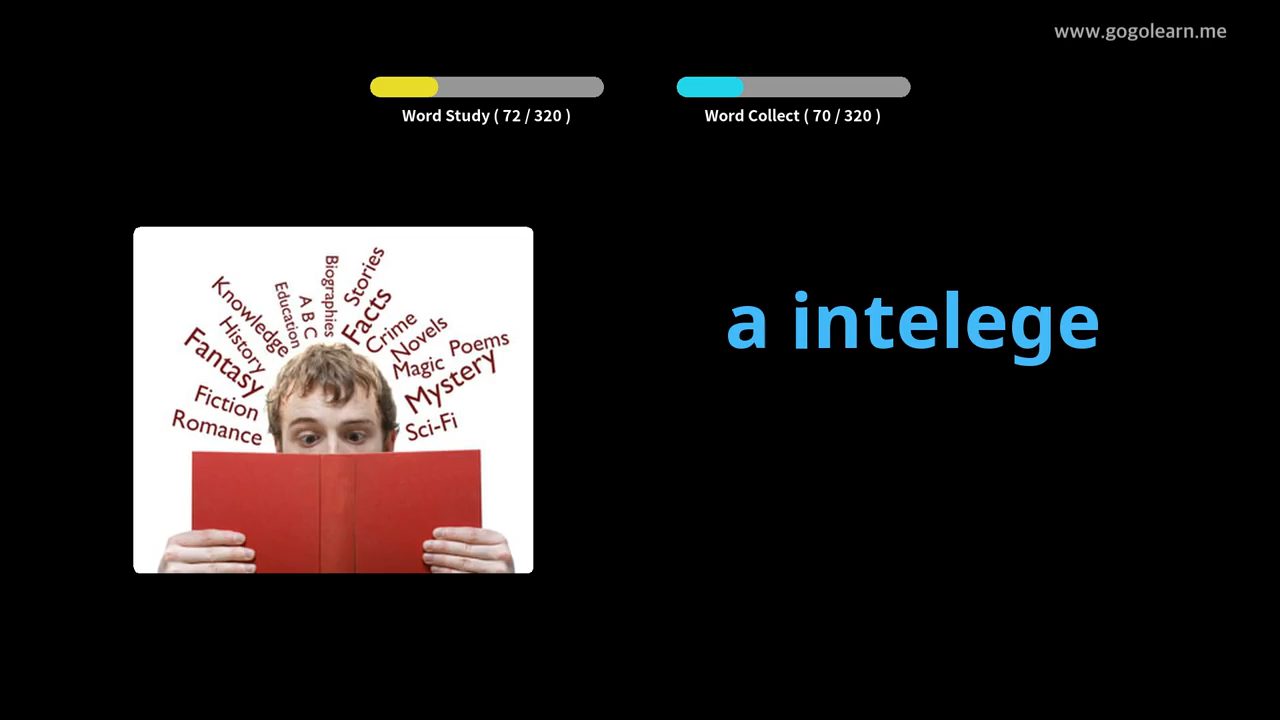 www.gogolearn.me
Word Study ( 72 / 320 )
Word Collect ( 70 / 320 )
a intelege
Stories
Biographies
Facts
A B C
Education
Knowledge
Crime
Novels
History
Poems
Magic
Fantasy
Mystery
Fiction
Sci-Fi
Romance